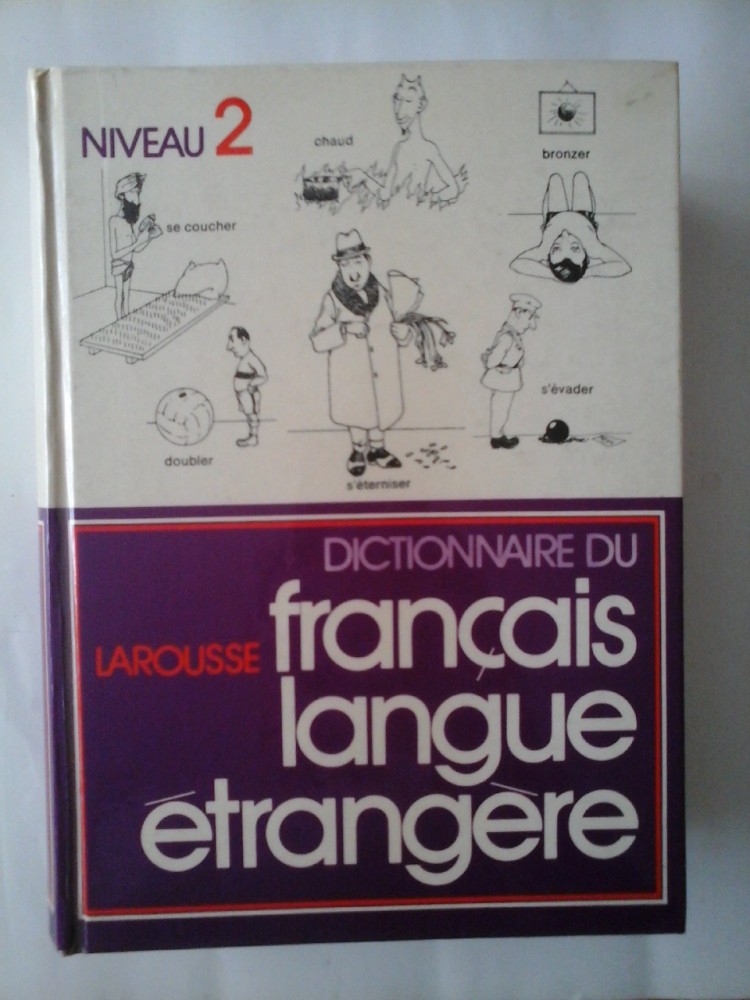 NIVEAU 2
chaud
bronzer
se coucher
s'évader
doubler
s'éterniser
DICTIONNAIRE DU
LAROUSSE français
langue
étrangère